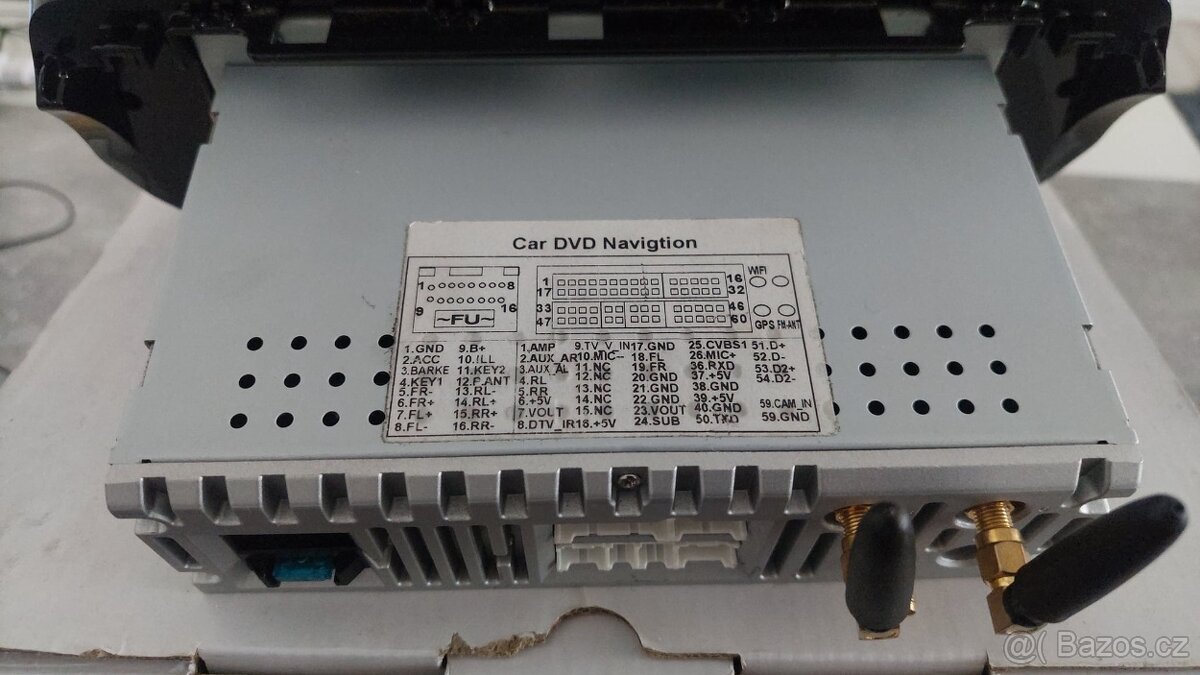 Car DVD Navigtion
1 8
9 16
~FU~
1 16
17 32
33 46
47 60
WIFI
GPS FM-ANT
1.GND 9.B+
2.ACC 10.ILL
3.BARKE 11.KEY2
4.KEY1 12.P.ANT
5.FR- 13.RL-
6.FR+ 14.RL+
7.FL+ 15.RR+
8.FL- 16.RR-
1.AMP 9.TV_V_IN 17.GND 25.CVBS1 51.D+
2.AUX_AR 10.MIC- 18.FL 26.MIC+ 52.D-
3.AUX_AL 11.NC 19.FR 36.RXD 53.D2+
4.RL 12.NC 20.GND 37.+5V 54.D2-
5.RR 13.NC 21.GND 38.GND
6.+5V 14.NC 22.GND 39.+5V 59.CAM_IN
7.VOLT 15.NC 23.VOUT 40.GND 59.GND
8.DTV_IR 18.+5V 24.SUB 50.TXD
Bazos.cz